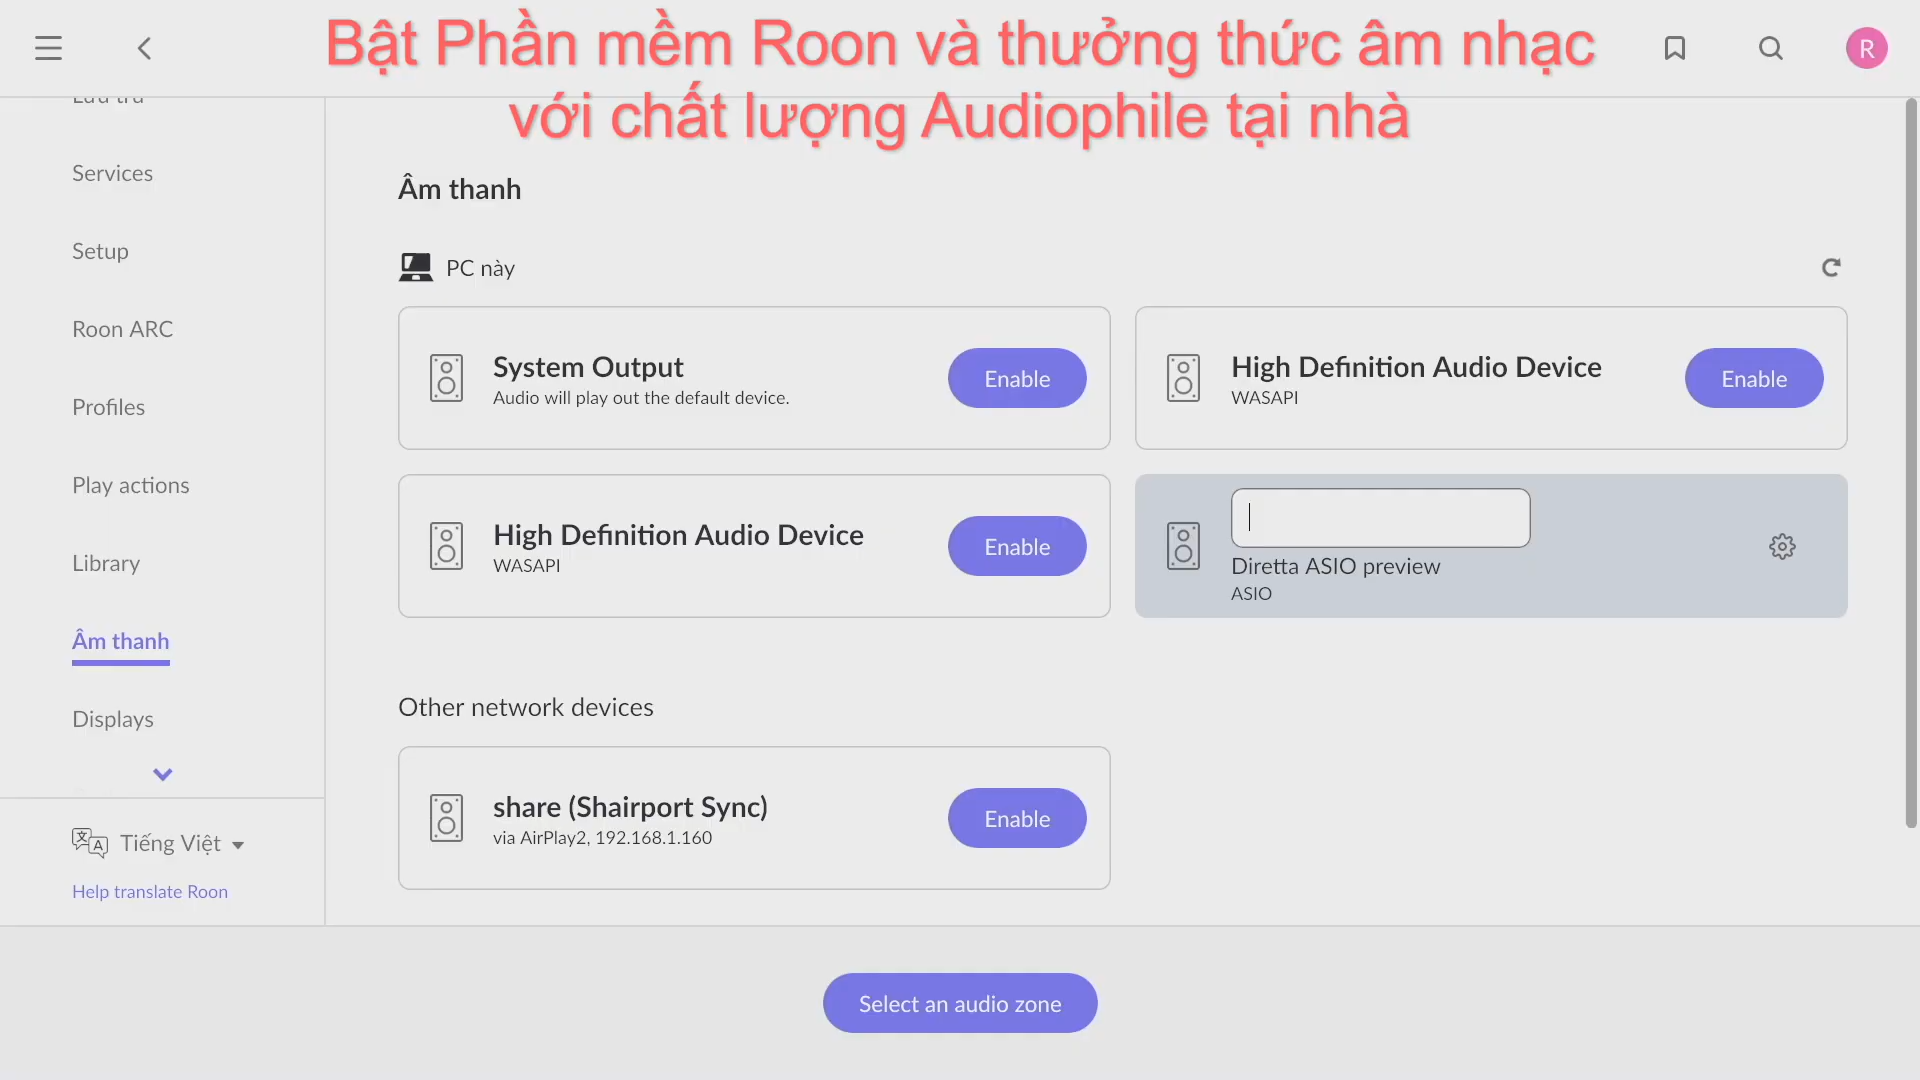 Bật Phần mềm Roon và thưởng thức âm nhạc
với chất lượng Audiophile tại nhà
R
Lưu trữ
Services
Setup
Roon ARC
Profiles
Play actions
Library
Âm thanh
Displays
Tiếng Việt
Help translate Roon
Âm thanh
PC này
System Output
Audio will play out the default device.
Enable
High Definition Audio Device
WASAPI
Enable
High Definition Audio Device
WASAPI
Enable
Diretta ASIO preview
ASIO
Other network devices
share (Shairport Sync)
via AirPlay2, 192.168.1.160
Enable
Select an audio zone